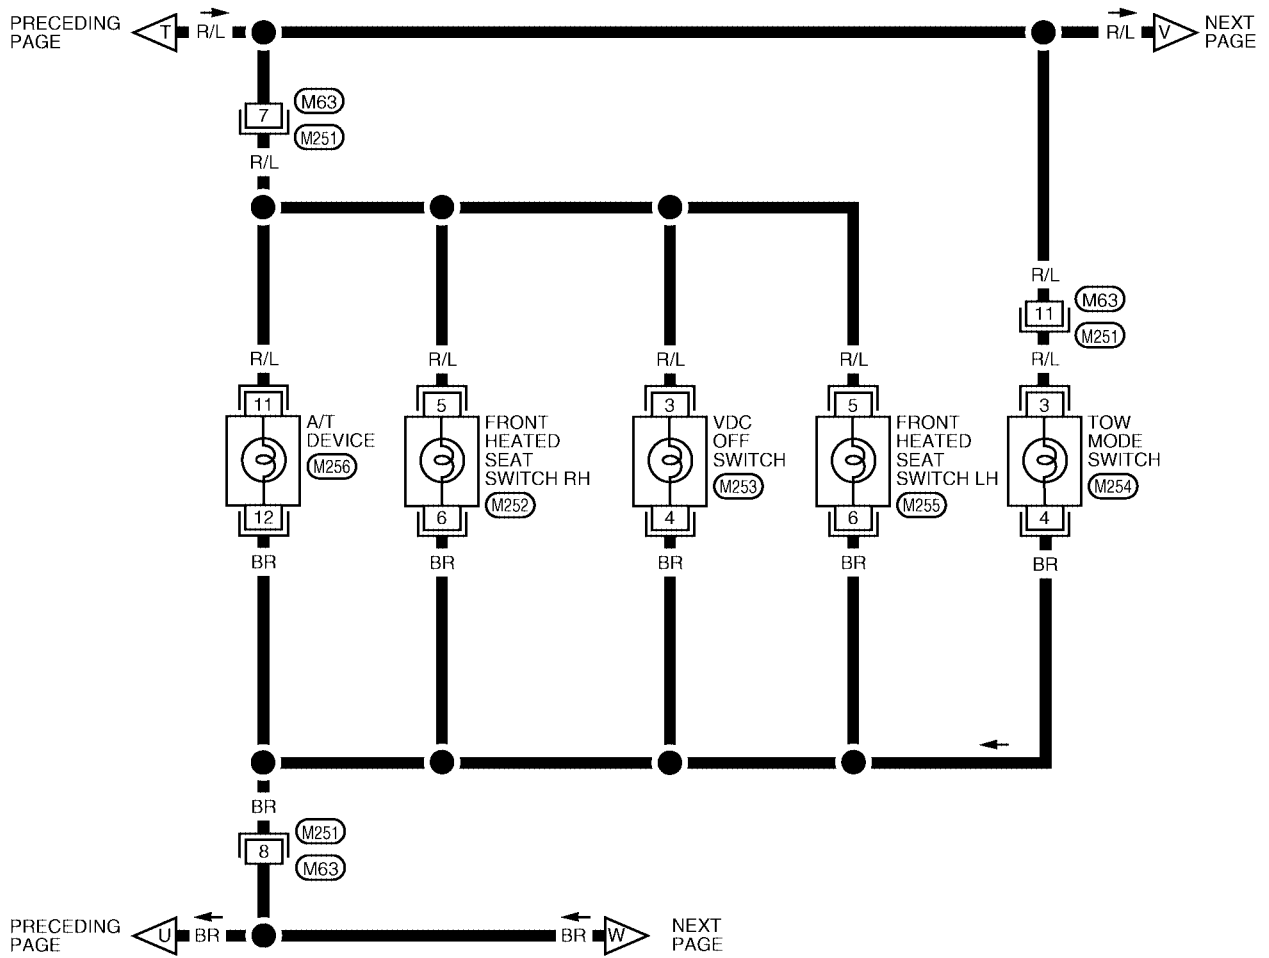 PRECEDING
PAGE
T
R/L
R/L
V
NEXT
PAGE
7
M63
M251
R/L
R/L
11
M63
M251
R/L
R/L
R/L
R/L
R/L
11
A/T
DEVICE
M256
12
5
FRONT
HEATED
SEAT
SWITCH RH
M252
6
3
VDC
OFF
SWITCH
M253
4
5
FRONT
HEATED
SEAT
SWITCH LH
M255
6
3
TOW
MODE
SWITCH
M254
4
BR
BR
BR
BR
BR
BR
M251
8
M63
PRECEDING
PAGE
U
BR
BR
W
NEXT
PAGE